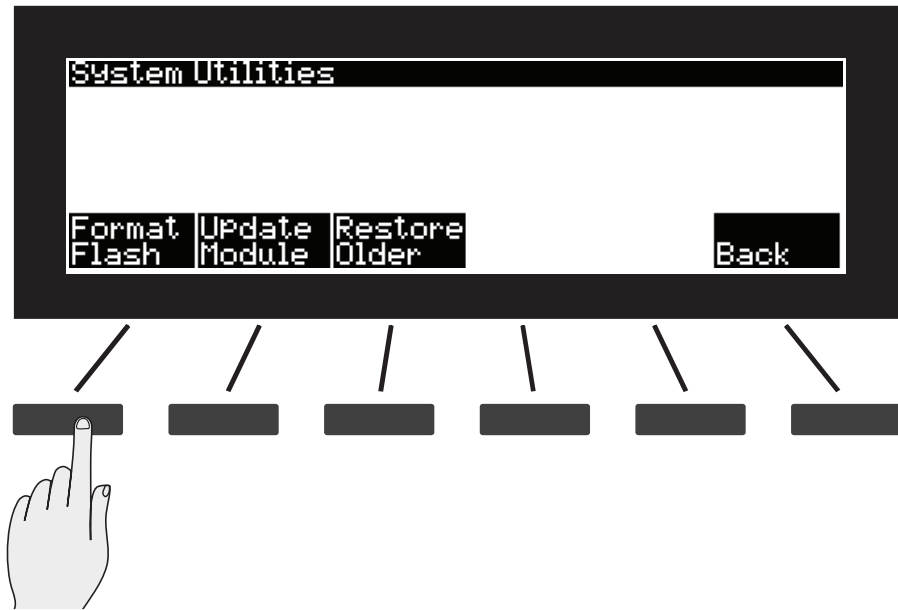 System Utilities
Format Update Restore
Flash Module Older Back